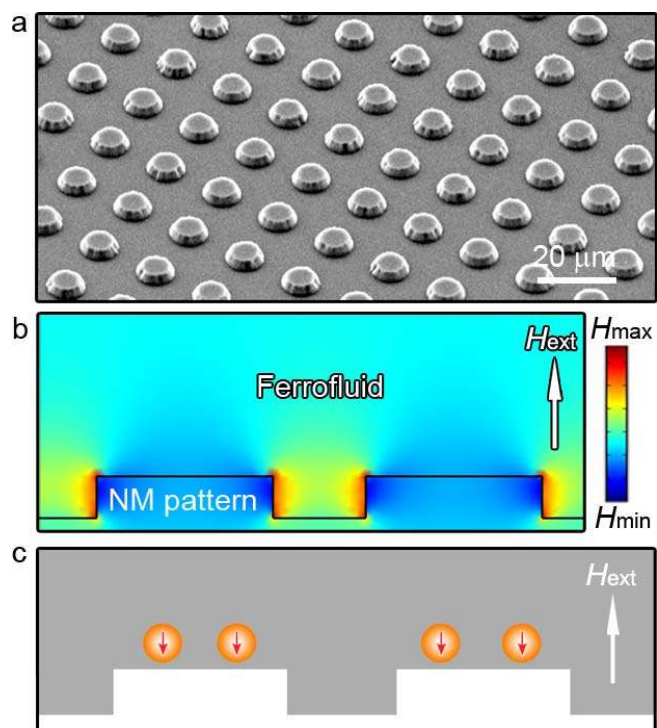 a
20 μm
b
Ferrofluid
Hext
Hmax
NM pattern
Hmin
c
Hext